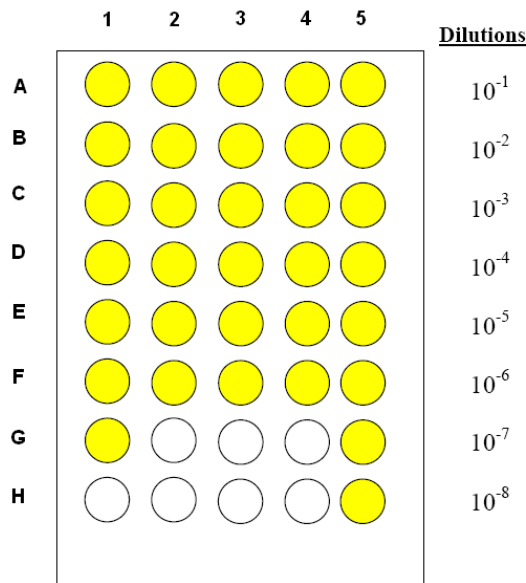 1 2 3 4 5
Dilutions
A 10⁻¹
B 10⁻²
C 10⁻³
D 10⁻⁴
E 10⁻⁵
F 10⁻⁶
G 10⁻⁷
H 10⁻⁸